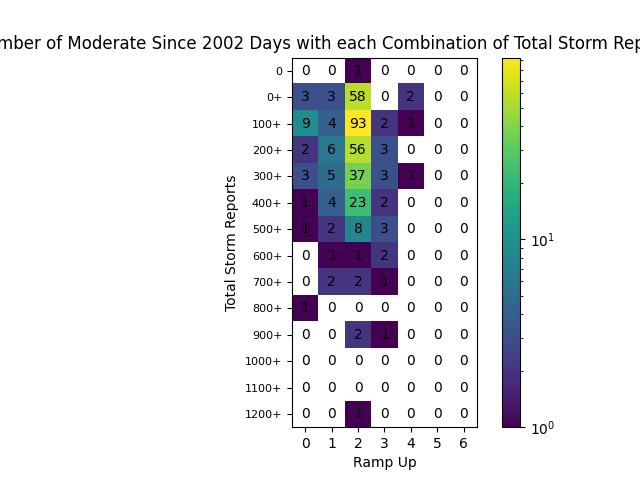 mber of Moderate Since 2002 Days with each Combination of Total Storm Rep
0 0 0 1 0 0 0 0
0+ 3 3 58 0 2 0 0
100+ 9 4 93 2 1 0 0
200+ 2 6 56 3 0 0 0
300+ 3 5 37 3 1 0 0
400+ 1 4 23 2 0 0 0
500+ 1 2 8 3 0 0 0
600+ 0 1 1 2 0 0 0
700+ 0 2 2 1 0 0 0
800+ 1 0 0 0 0 0 0
900+ 0 0 2 1 0 0 0
1000+ 0 0 0 0 0 0 0
1100+ 0 0 0 0 0 0 0
1200+ 0 0 1 0 0 0 0
0 1 2 3 4 5 6
Ramp Up
Total Storm Reports
10¹
10⁰